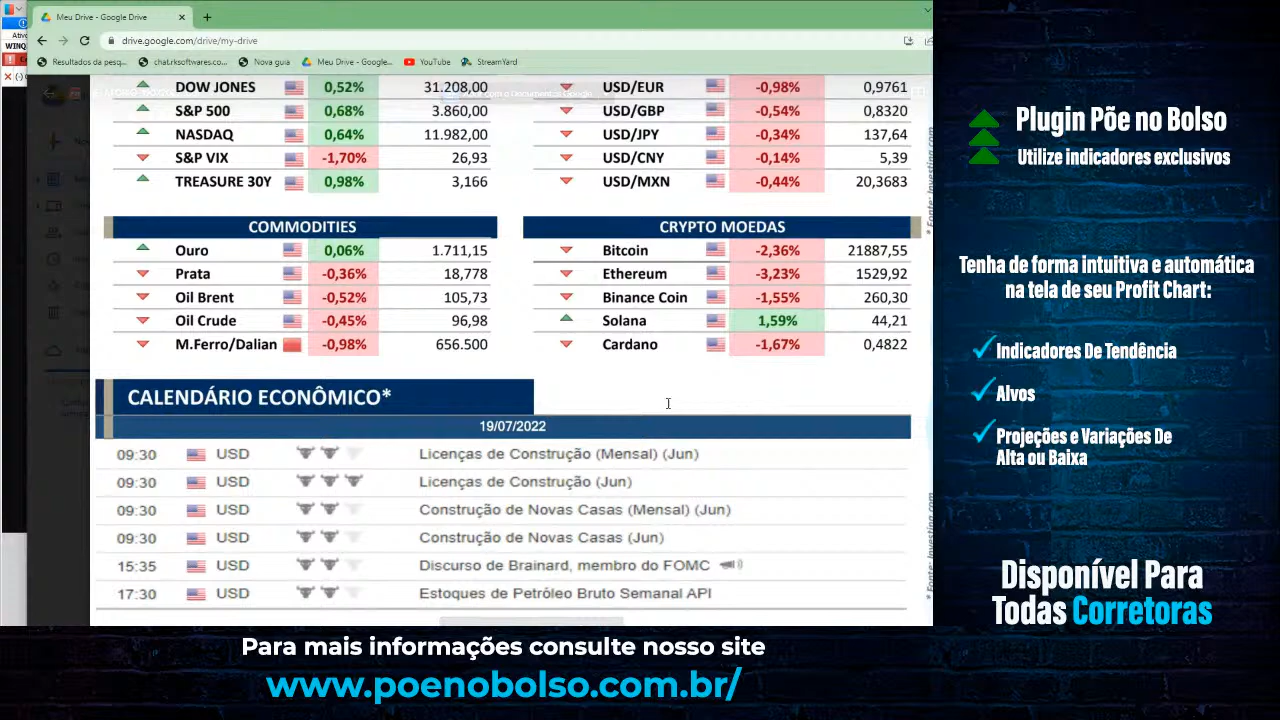 Meu Drive - Google Drive
drive.google.com/drive/my-drive
Resultados da pesq... chat.rksoftwares.co... Nova guia Meu Drive - Google... YouTube StreamYard
Ativo
WINQ
DOW JONES 0,52% 31.208,00
S&P 500 0,68% 3.860,00
NASDAQ 0,64% 11.982,00
S&P VIX -1,70% 26,93
TREASURE 30Y 0,98% 3,166
USD/EUR -0,98% 0,9761
USD/GBP -0,54% 0,8320
USD/JPY -0,34% 137,64
USD/CNY -0,14% 5,39
USD/MXN -0,44% 20,3683
* Fonte: Investing.com
COMMODITIES
Ouro 0,06% 1.711,15
Prata -0,36% 18,778
Oil Brent -0,52% 105,73
Oil Crude -0,45% 96,98
M.Ferro/Dalian -0,98% 656.500
CRYPTO MOEDAS
Bitcoin -2,36% 21887,55
Ethereum -3,23% 1529,92
Binance Coin -1,55% 260,30
Solana 1,59% 44,21
Cardano -1,67% 0,4822
CALENDÁRIO ECONÔMICO*
19/07/2022
09:30 USD Licenças de Construção (Mensal) (Jun)
09:30 USD Licenças de Construção (Jun)
09:30 USD Construção de Novas Casas (Mensal) (Jun)
09:30 USD Construção de Novas Casas (Jun)
15:35 USD Discurso de Brainard, membro do FOMC
17:30 USD Estoques de Petróleo Bruto Semanal API
* Fonte: Investing.com
Plugin Põe no Bolso
Utilize indicadores exclusivos
Tenha de forma intuitiva e automática
na tela de seu Profit Chart:
Indicadores De Tendência
Alvos
Projeções e Variações De
Alta ou Baixa
Disponível Para
Todas Corretoras
Para mais informações consulte nosso site
www.poenobolso.com.br/